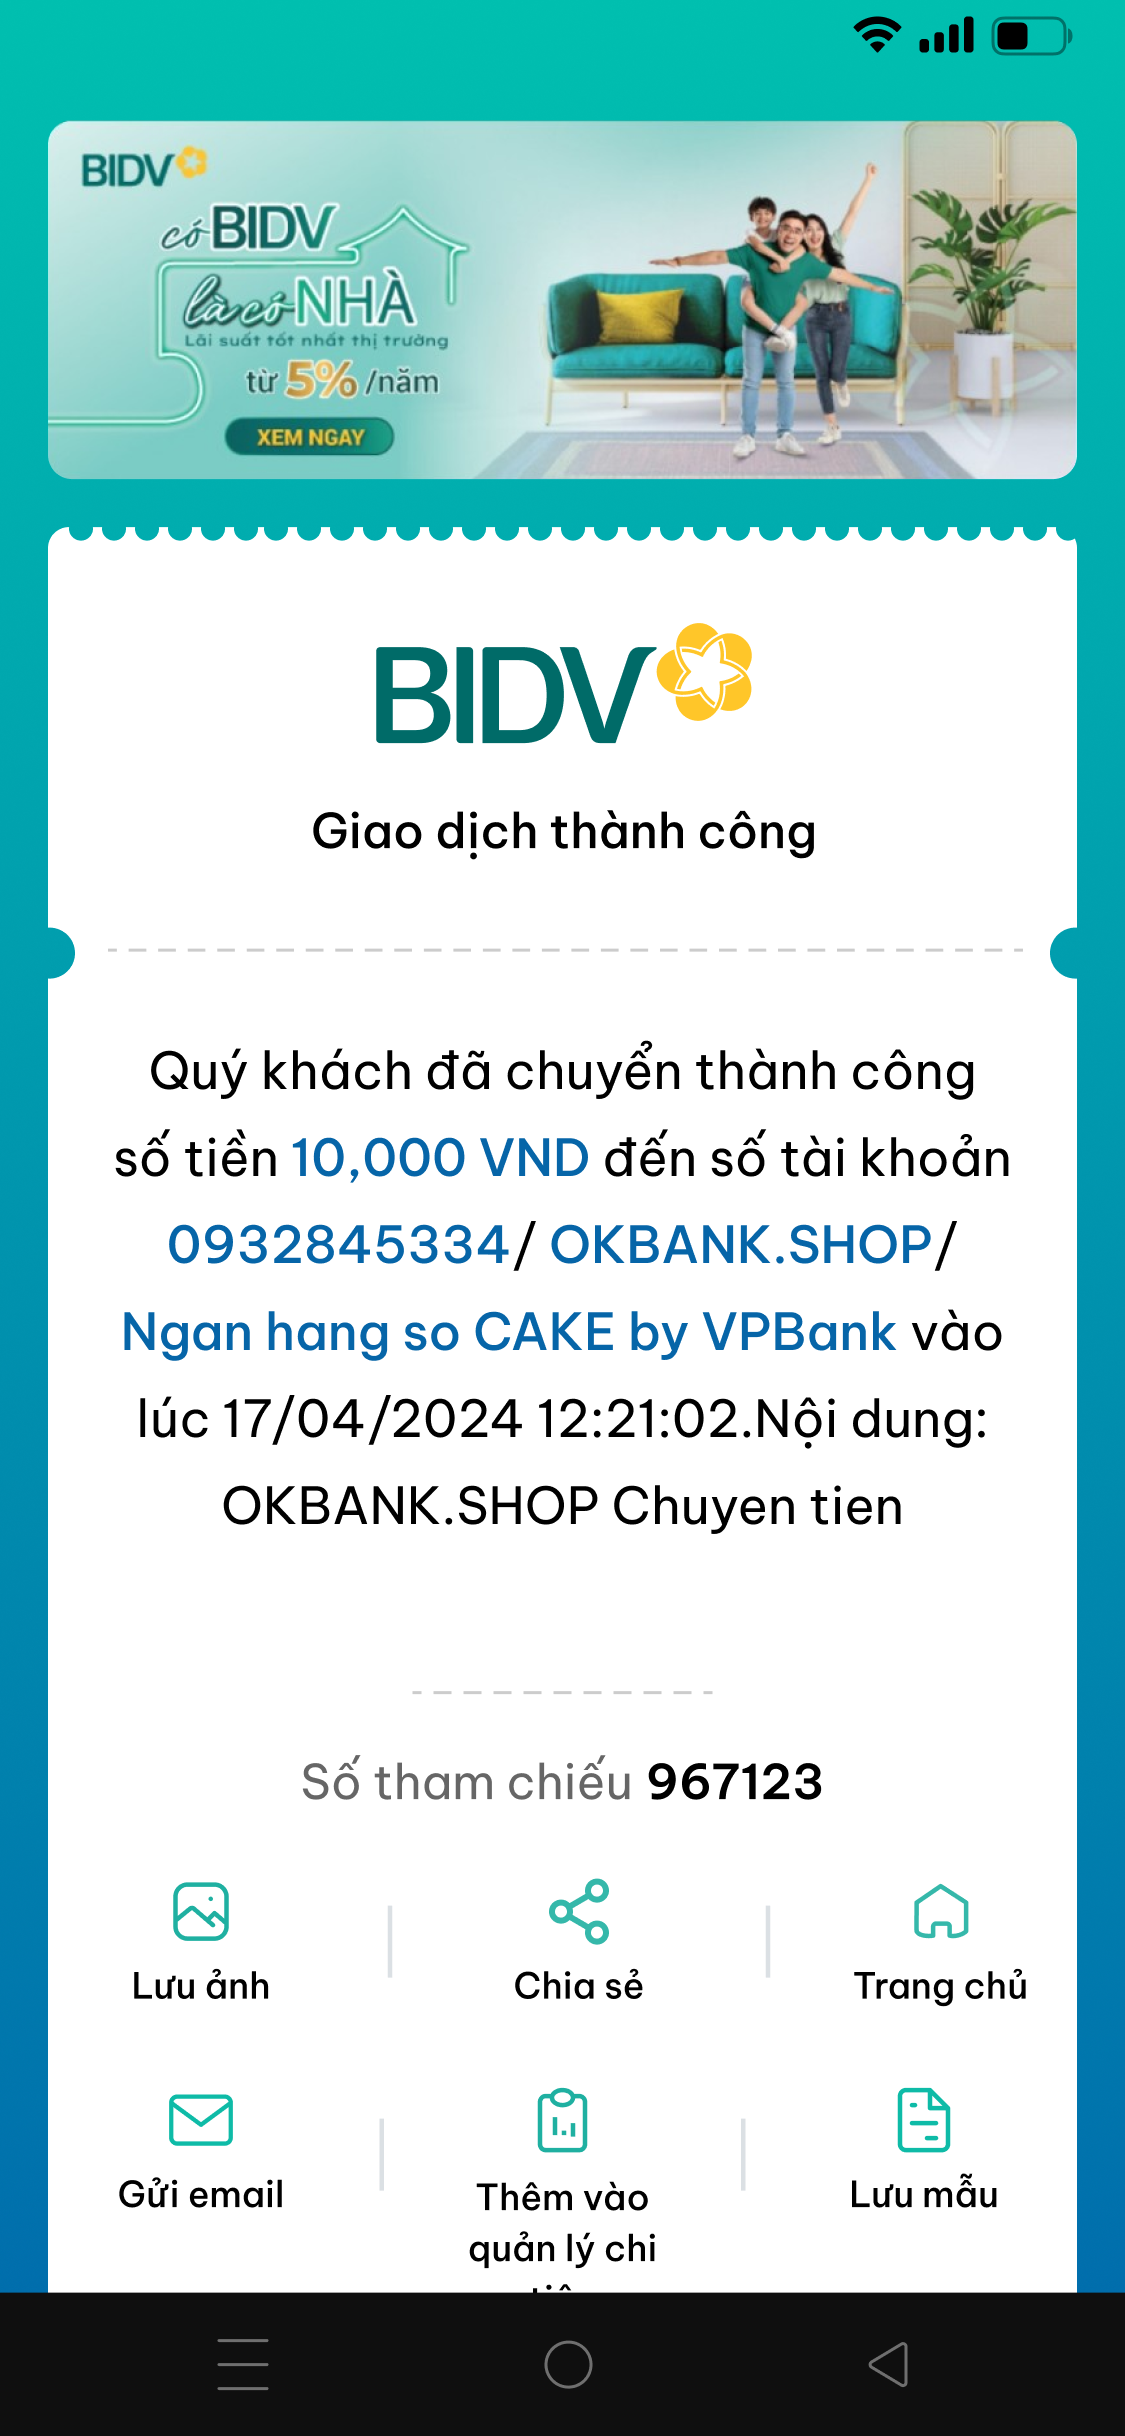 BIDV
có BIDV
là có NHÀ
Lãi suất tốt nhất thị trường
từ 5% /năm
XEM NGAY
BIDV
Giao dịch thành công
Quý khách đã chuyển thành công
số tiền 10,000 VND đến số tài khoản
0932845334/ OKBANK.SHOP/
Ngan hang so CAKE by VPBank vào
lúc 17/04/2024 12:21:02.Nội dung:
OKBANK.SHOP Chuyen tien
Số tham chiếu 967123
Lưu ảnh
Chia sẻ
Trang chủ
Gửi email
Thêm vào
quản lý chi
Lưu mẫu